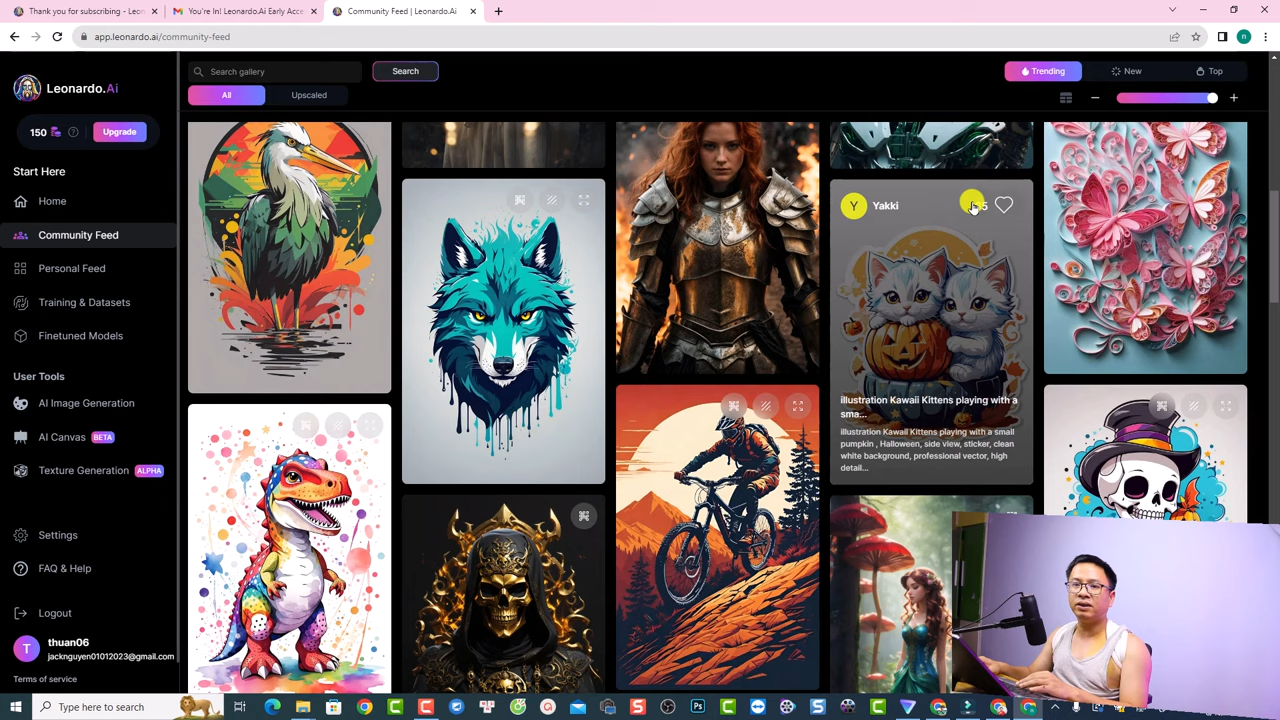 Thank you for subscribing - Leon
You're In! Leonardo.Ai Early Acce
Community Feed | Leonardo.Ai
app.leonardo.ai/community-feed
n
Leonardo.Ai
150
Upgrade
Start Here
Home
Community Feed
Personal Feed
Training & Datasets
Finetuned Models
User Tools
AI Image Generation
AI Canvas BETA
Texture Generation ALPHA
Settings
FAQ & Help
Logout
T
thuan06
jacknguyen01012023@gmail.com
Terms of service
Search gallery
Search
Trending
New
Top
All
Upscaled
Y
Yakki
5
illustration Kawaii Kittens playing with a
sma...
illustration Kawaii Kittens playing with a small
pumpkin , Halloween, side view, sticker, clean
white background, professional vector, high
detail...
Type here to search